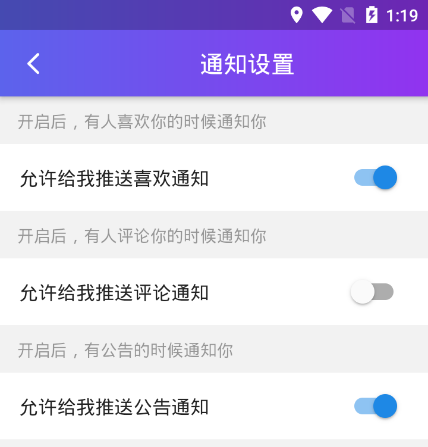 1:19
通知设置
开启后，有人喜欢你的时候通知你
允许给我推送喜欢通知
开启后，有人评论你的时候通知你
允许给我推送评论通知
开启后，有公告的时候通知你
允许给我推送公告通知